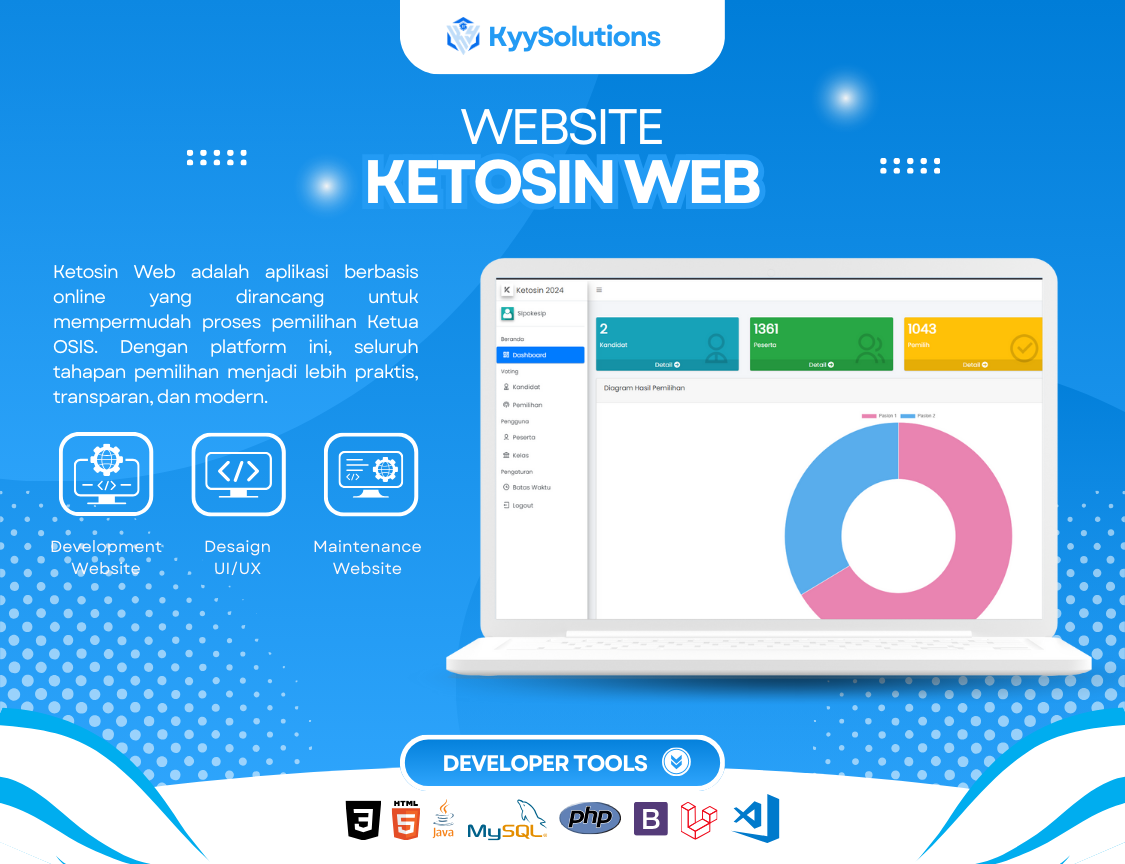 KyySolutions
WEBSITE
KETOSIN WEB
Ketosin Web adalah aplikasi berbasis
online yang dirancang untuk
mempermudah proses pemilihan Ketua
OSIS. Dengan platform ini, seluruh
tahapan pemilihan menjadi lebih praktis,
transparan, dan modern.
Development
Website
Desaign
UI/UX
Maintenance
Website
K Ketosin 2024
Sipokesip
Beranda
Dashboard
Voting
Kandidat
Pemilihan
Pengguna
Peserta
Kelas
Pengaturan
Batas Waktu
Logout
2
Kandidat
Detail
1361
Peserta
Detail
1043
Pemilih
Detail
Diagram Hasil Pemilihan
Paslon 1 Paslon 2
DEVELOPER TOOLS
3
HTML
5
Java
MySQL
php
B